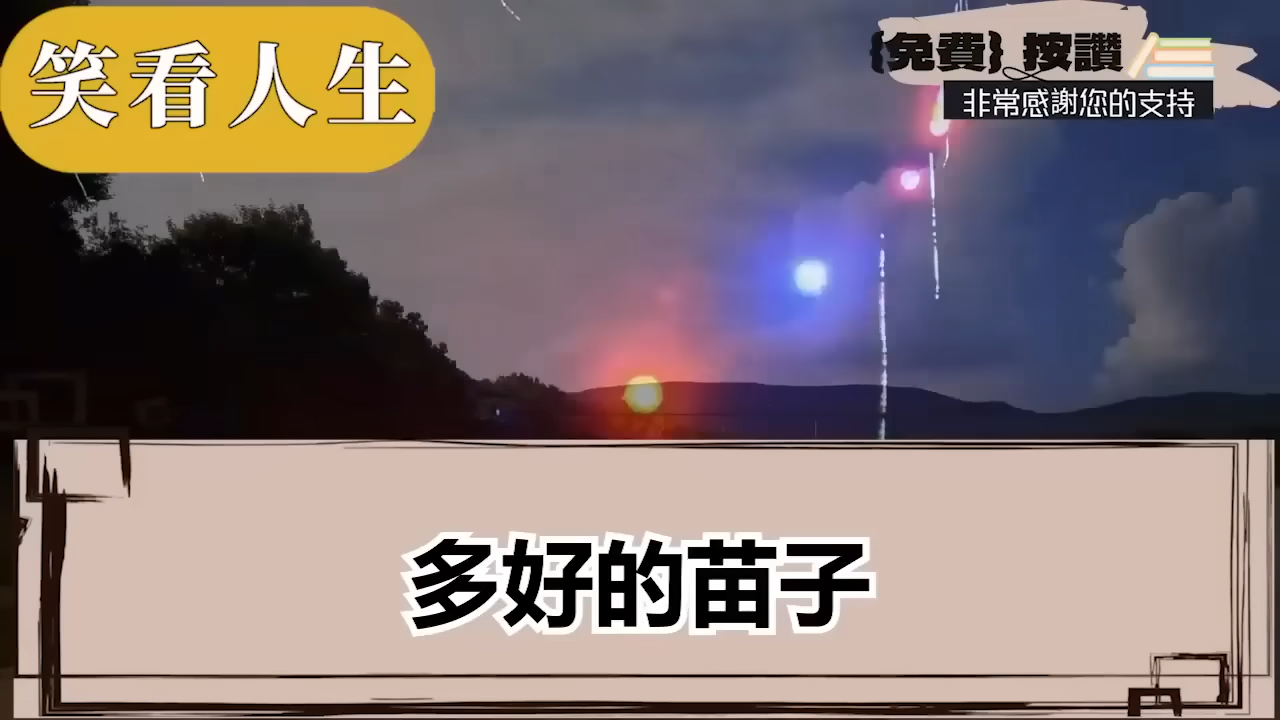 笑看人生
{免費} 按讚
非常感謝您的支持
多好的苗子